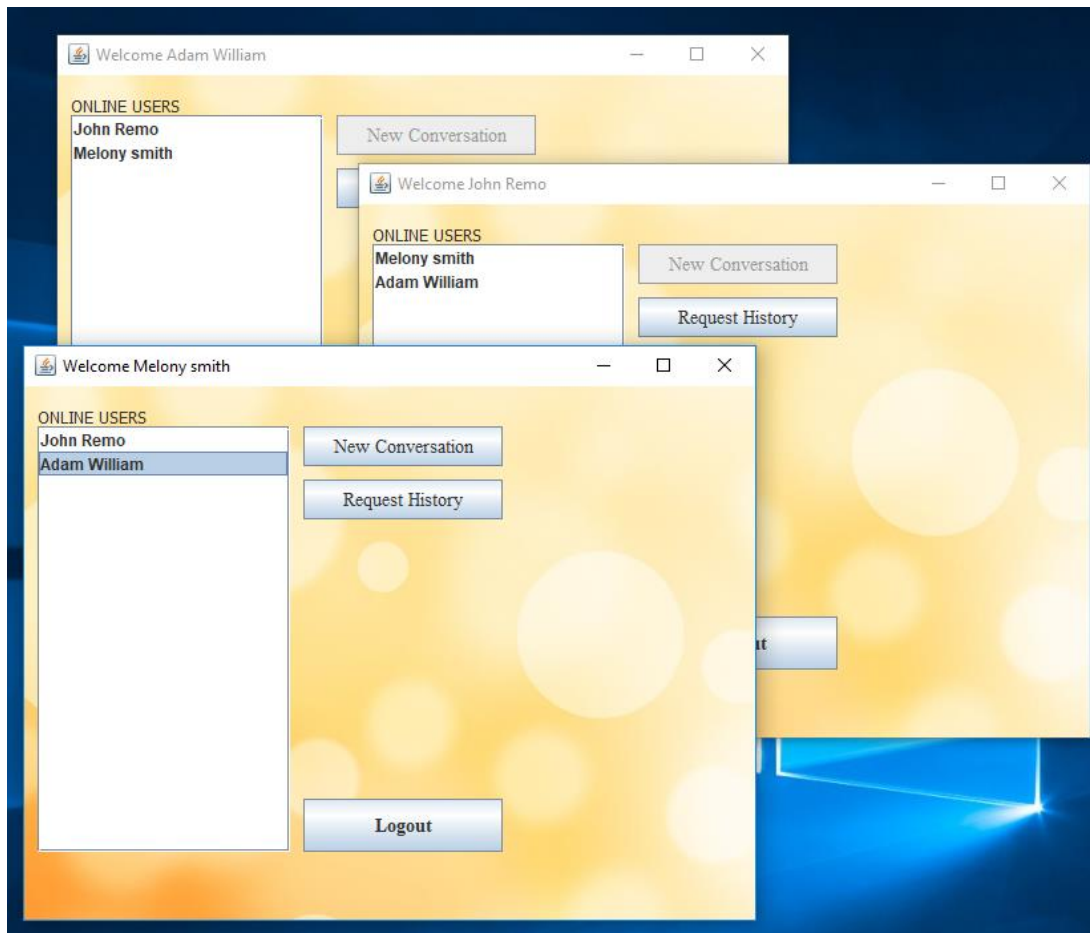 Welcome Adam William
ONLINE USERS
John Remo
Melony smith
New Conversation
Welcome John Remo
ONLINE USERS
Melony smith
Adam William
New Conversation
Request History
Welcome Melony smith
ONLINE USERS
John Remo
Adam William
New Conversation
Request History
Logout